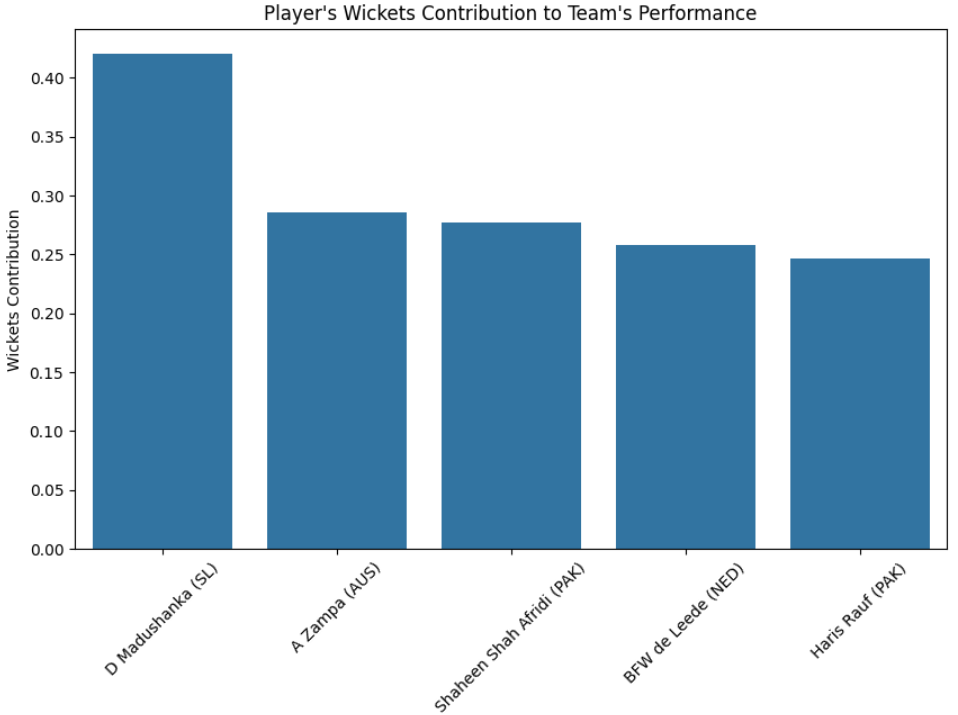 Player's Wickets Contribution to Team's Performance
Wickets Contribution
0.40
0.35
0.30
0.25
0.20
0.15
0.10
0.05
0.00
D Madushanka (SL)
A Zampa (AUS)
Shaheen Shah Afridi (PAK)
BFW de Leede (NED)
Haris Rauf (PAK)